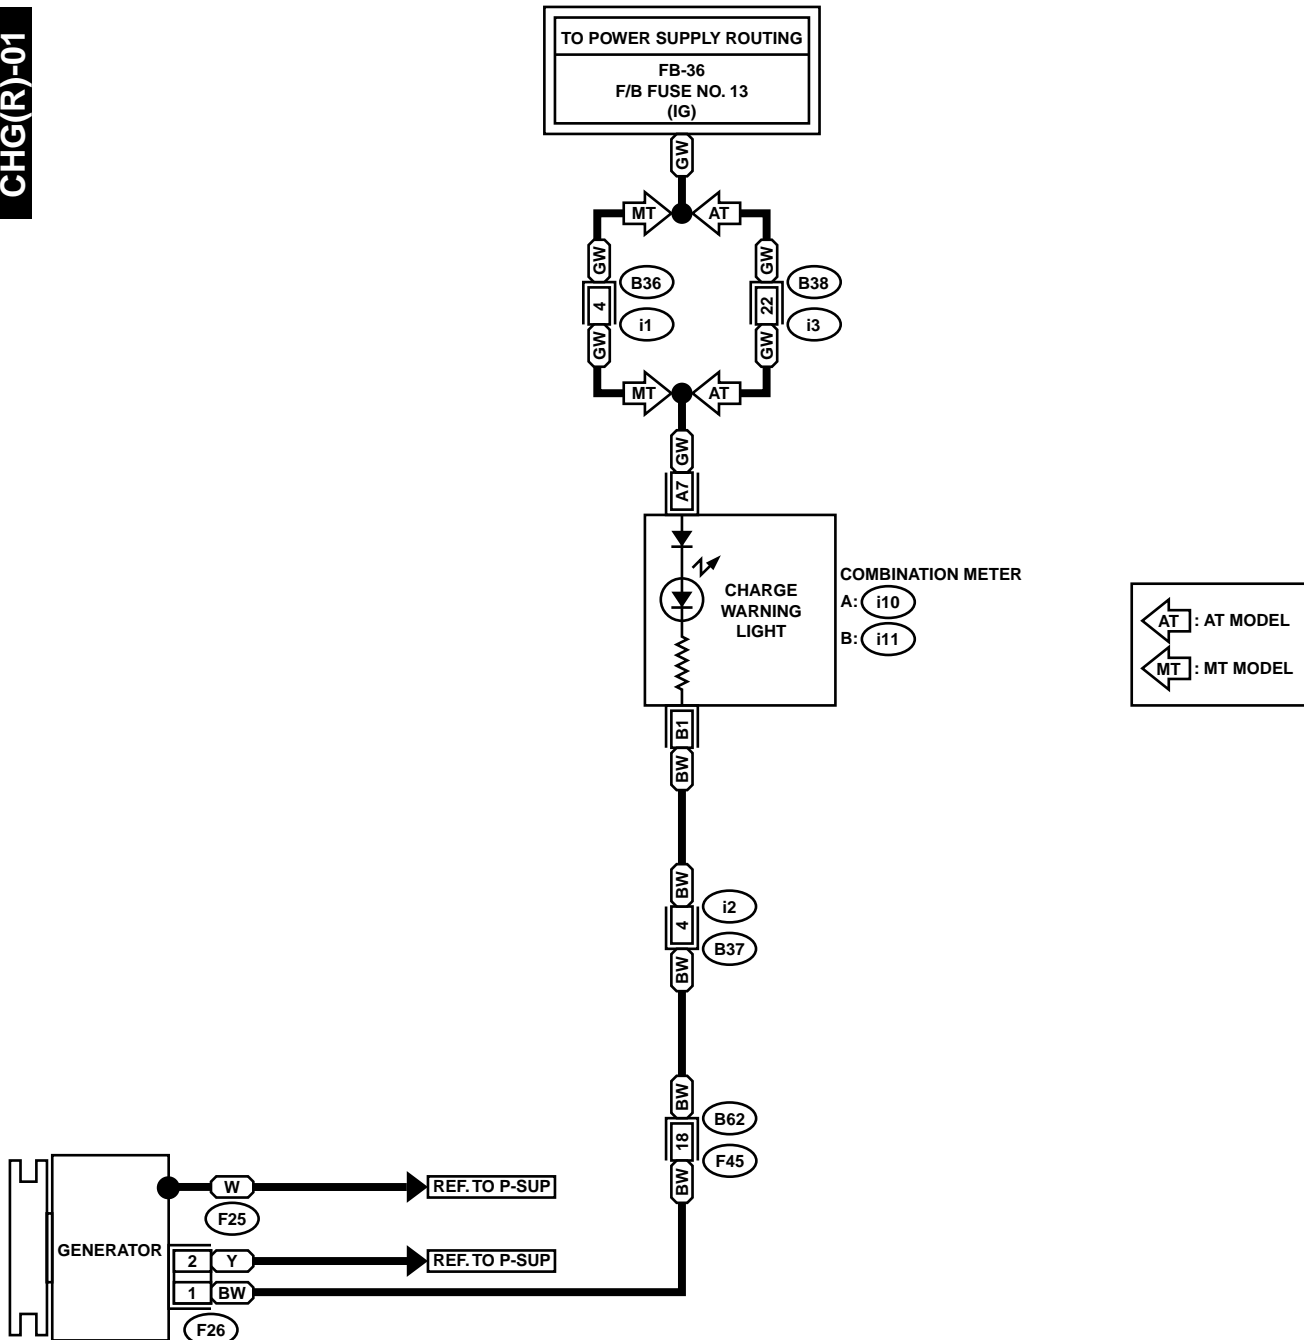 CHG(R)-01
TO POWER SUPPLY ROUTING
FB-36
F/B FUSE NO. 13
(IG)
GW
MT
AT
GW
GW
4
B36
22
B38
i1
i3
GW
GW
MT
AT
GW
A7
CHARGE
WARNING
LIGHT
COMBINATION METER
A: i10
B: i11
AT : AT MODEL
MT : MT MODEL
B1
BW
BW
4
i2
B37
BW
BW
18
B62
F45
BW
GENERATOR
W
REF. TO P-SUP
F25
2
Y
REF. TO P-SUP
1
BW
F26